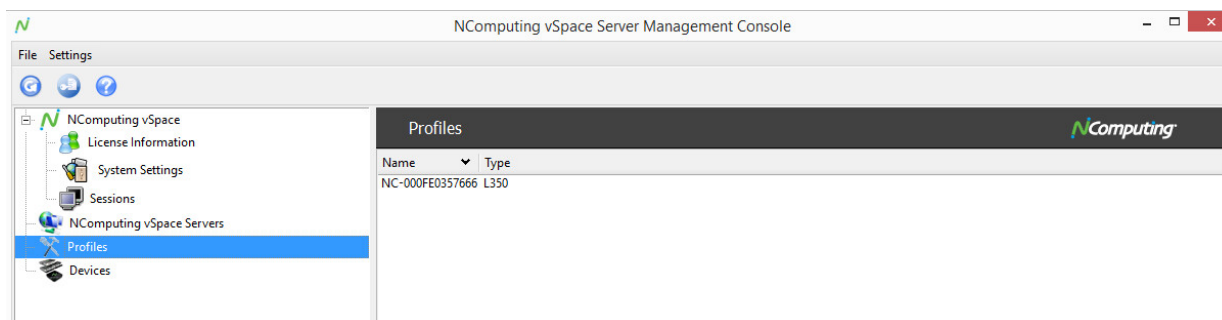 NComputing vSpace Server Management Console
File Settings
NComputing vSpace
License Information
System Settings
Sessions
NComputing vSpace Servers
Profiles
Devices
Profiles
NComputing
Name Type
NC-000FE0357666 L350